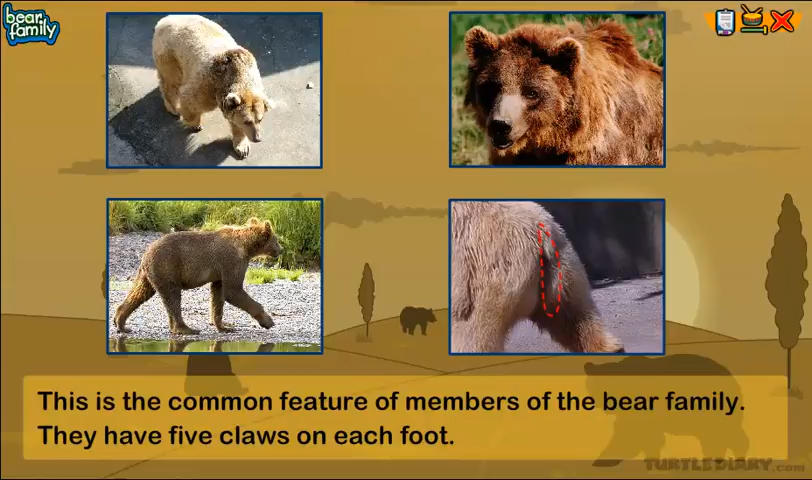 bear
family
This is the common feature of members of the bear family.
They have five claws on each foot.
TURTLEDIARY.com